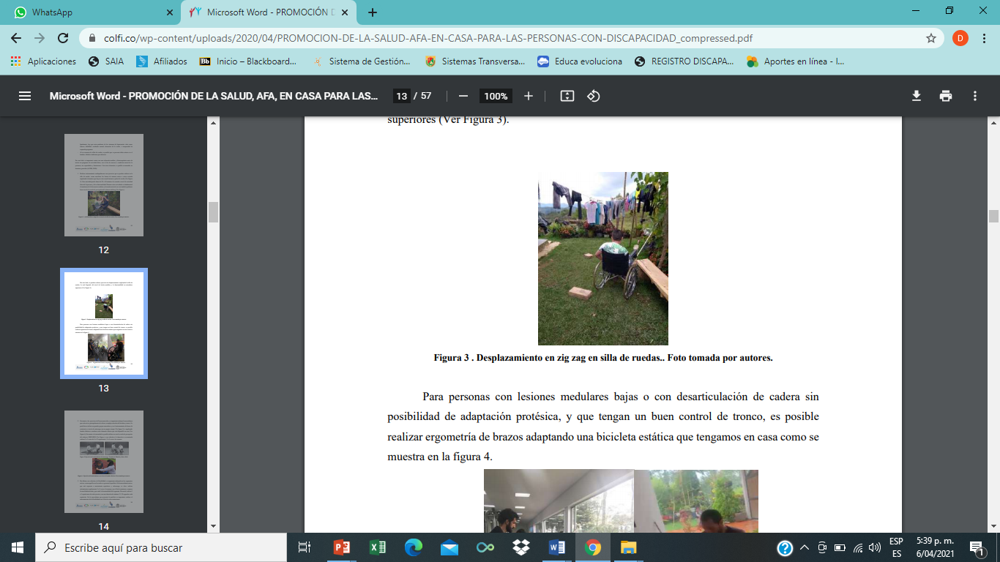 WhatsApp
Microsoft Word - PROMOCIÓN D
colfi.co/wp-content/uploads/2020/04/PROMOCION-DE-LA-SALUD-AFA-EN-CASA-PARA-LAS-PERSONAS-CON-DISCAPACIDAD_compressed.pdf
D
Aplicaciones
SAIA
Afiliados
Bb
Inicio – Blackboard...
Sistema de Gestión...
Sistemas Transversa...
Educa evoluciona
REGISTRO DISCAPA...
Aportes en línea - I...
Microsoft Word - PROMOCIÓN DE LA SALUD, AFA, EN CASA PARA LAS...
13 / 57
100%
12
13
14
superiores (Ver Figura 3).
Figura 3 . Desplazamiento en zig zag en silla de ruedas.. Foto tomada por autores.
Para personas con lesiones medulares bajas o con desarticulación de cadera sin
posibilidad de adaptación protésica, y que tengan un buen control de tronco, es posible
realizar ergometría de brazos adaptando una bicicleta estática que tengamos en casa como se
muestra en la figura 4.
Escribe aquí para buscar
ESP
ES
5:39 p. m.
6/04/2021
1